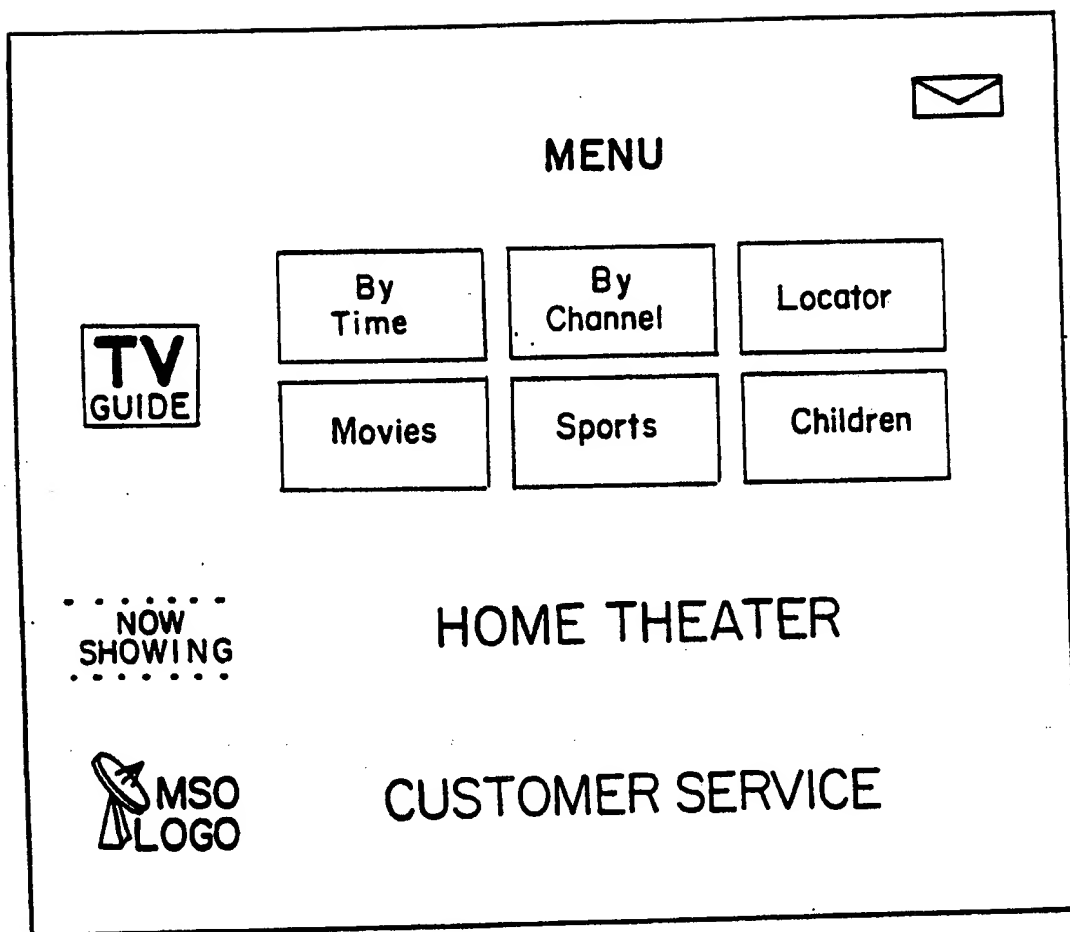 MENU
By
Time
By
Channel
Locator
TV
GUIDE
Movies
Sports
Children
NOW
SHOWING
HOME THEATER
MSO
LOGO
CUSTOMER SERVICE